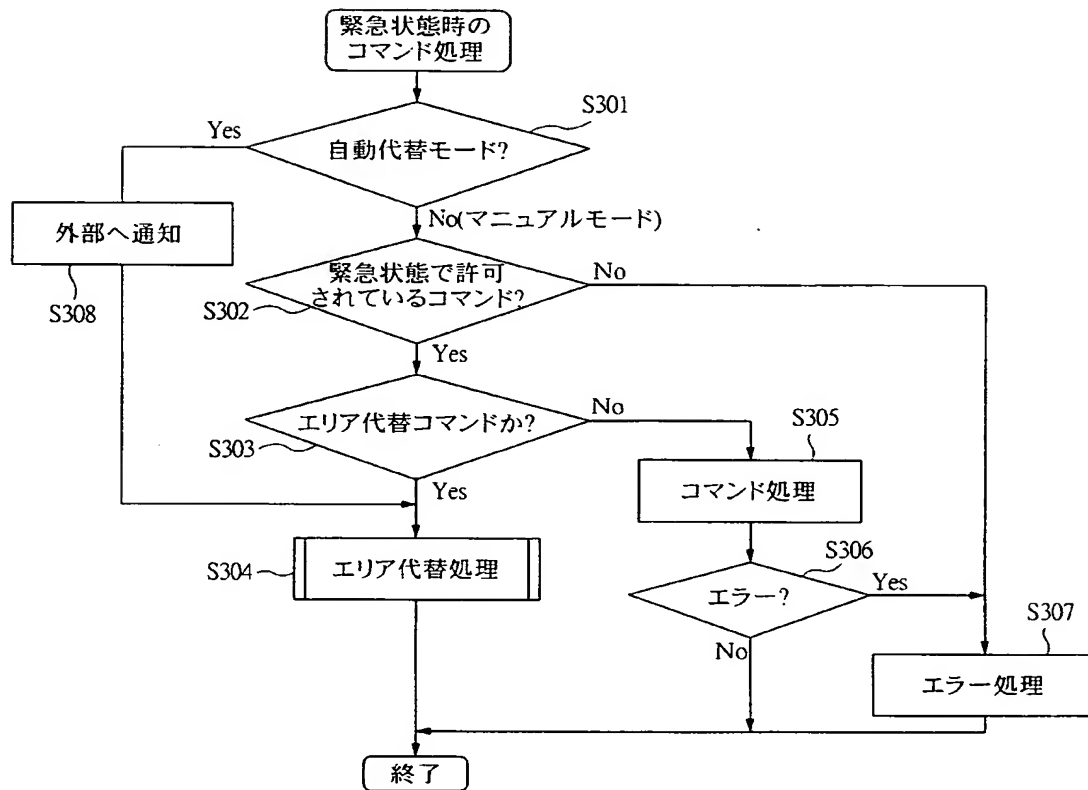 緊急状態時の
コマンド処理
S301
Yes
自動代替モード?
No(マニュアルモード)
外部へ通知
S308
緊急状態で許可
されているコマンド?
No
S302
Yes
エリア代替コマンドか?
No
S303
Yes
S305
コマンド処理
S304
エリア代替処理
S306
エラー?
Yes
No
S307
エラー処理
終了